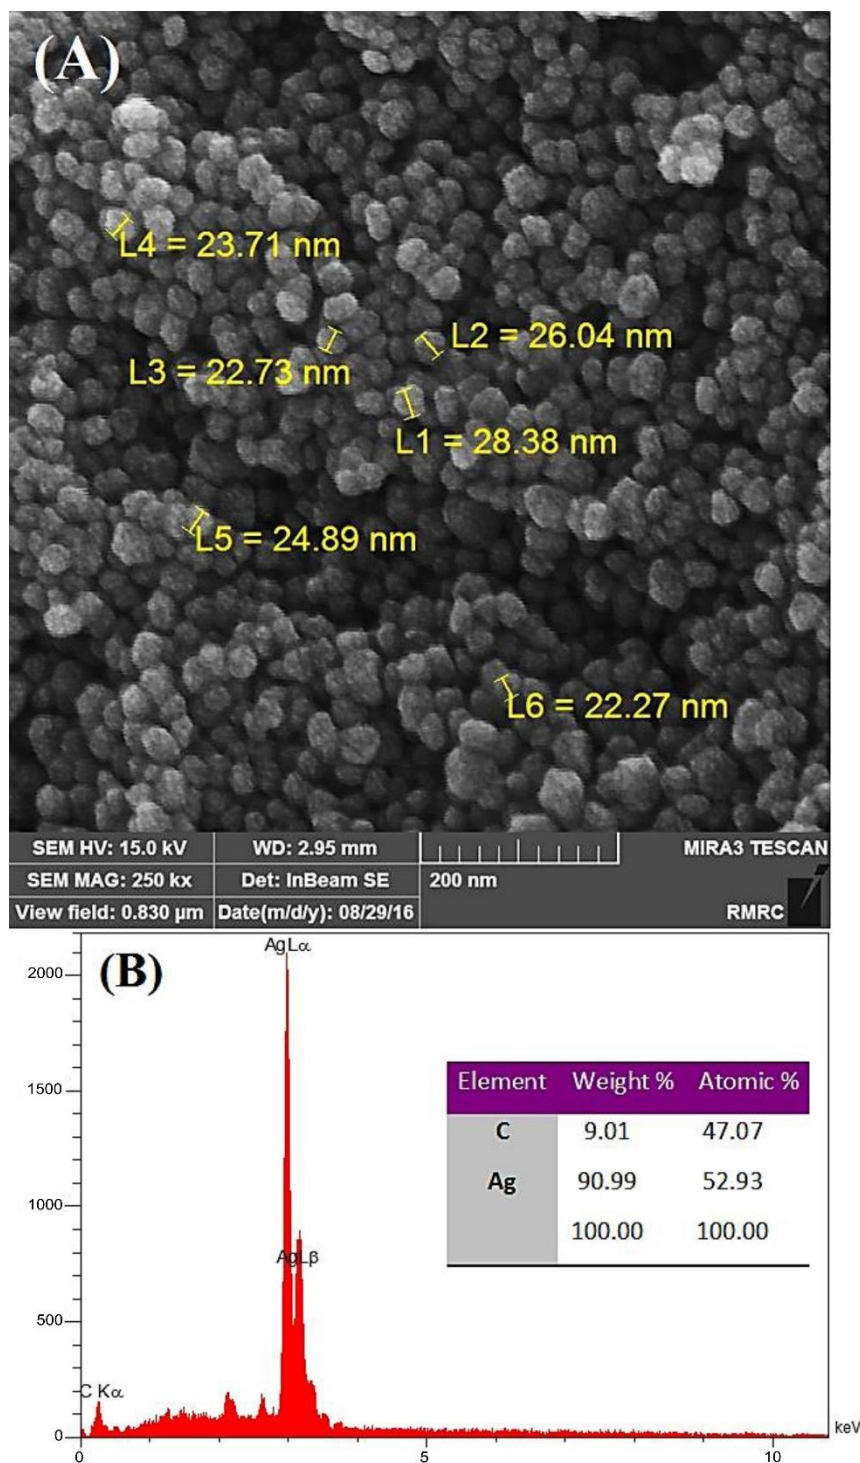 (A)
L4 = 23.71 nm
L2 = 26.04 nm
L3 = 22.73 nm
L1 = 28.38 nm
L5 = 24.89 nm
L6 = 22.27 nm
SEM HV: 15.0 kV WD: 2.95 mm MIRA3 TESCAN
SEM MAG: 250 kx Det: InBeam SE 200 nm
View field: 0.830 µm Date(m/d/y): 08/29/16 RMRC
(B)
AgLα
2000
1500
1000
500
0
AgLβ
C Kα
Element Weight % Atomic %
C 9.01 47.07
Ag 90.99 52.93
100.00 100.00
0 5 10 keV